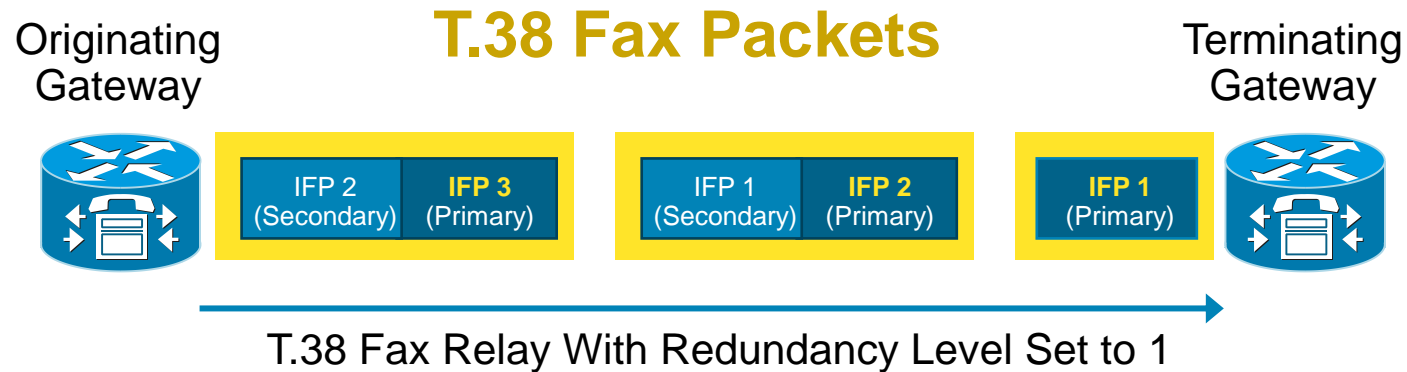 T.38 Fax Packets
Originating
Gateway
Terminating
Gateway
IFP 2
(Secondary)
IFP 3
(Primary)
IFP 1
(Secondary)
IFP 2
(Primary)
IFP 1
(Primary)
T.38 Fax Relay With Redundancy Level Set to 1